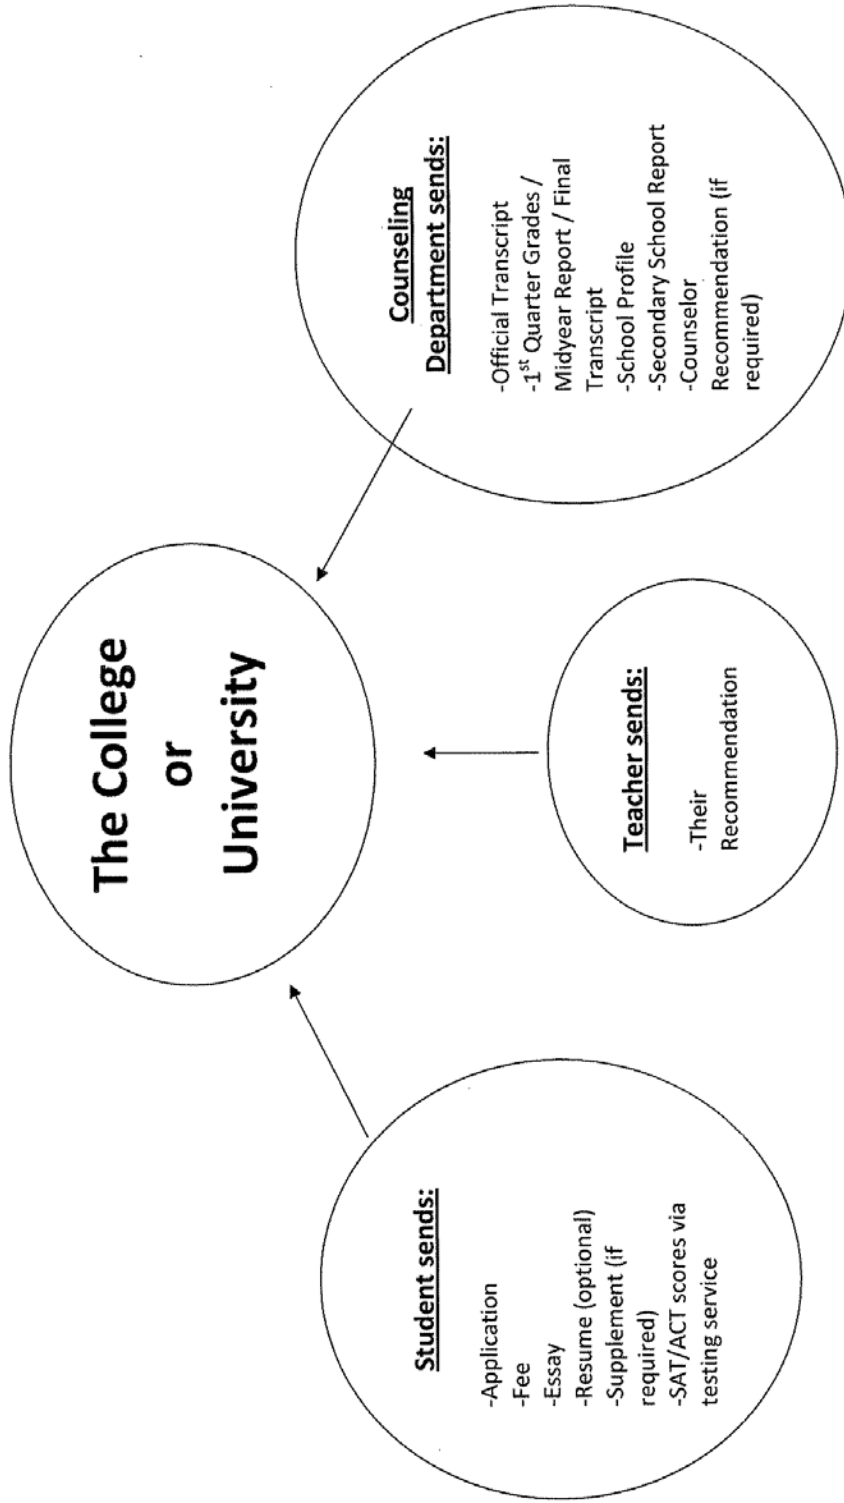 The College
or
University
Student sends:
-Application
-Fee
-Essay
-Resume (optional)
-Supplement (if
required)
-SAT/ACT scores via
testing service
Teacher sends:
-Their
Recommendation
Counseling
Department sends:
-Official Transcript
-1st Quarter Grades /
Midyear Report / Final
Transcript
-School Profile
-Secondary School Report
-Counselor
Recommendation (if
required)